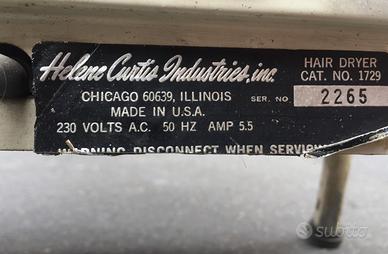 Helene Curtis Industries, inc.
HAIR DRYER
CAT. NO. 1729
CHICAGO 60639, ILLINOIS
SER. NO. 2265
MADE IN U.S.A.
230 VOLTS A.C. 50 HZ AMP 5.5
WARNING DISCONNECT WHEN
subito